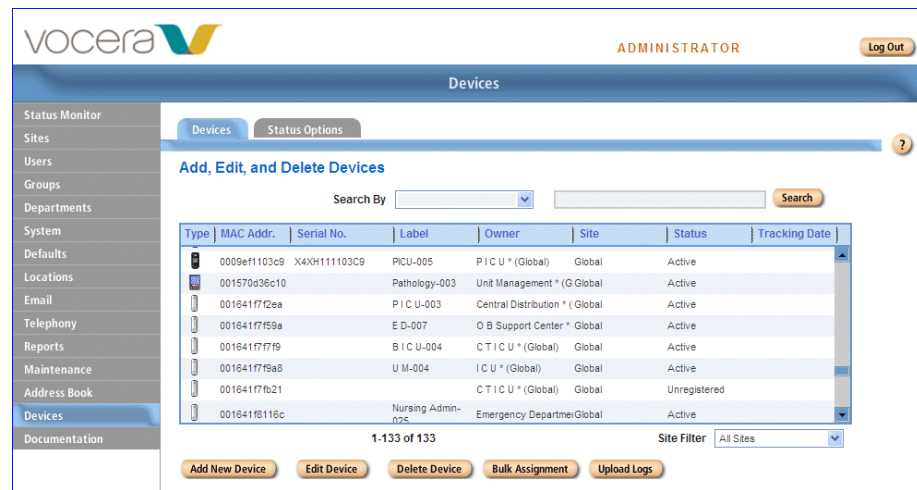 vocera
ADMINISTRATOR
Log Out
Devices
Status Monitor
Sites
Users
Groups
Departments
System
Defaults
Locations
Email
Telephony
Reports
Maintenance
Address Book
Devices
Documentation
Devices Status Options
?
Add, Edit, and Delete Devices
Search By Search
Type MAC Addr. Serial No. Label Owner Site Status Tracking Date
0009ef1103c9 X4XH111103C9 PICU-005 P I C U * (Global) Global Active
001570d36c10 Pathology-003 Unit Management * (G Global Active
001641f7f2ea P I C U-003 Central Distribution * ( Global Active
001641f7f59a E D-007 O B Support Center * Global Active
001641f7f7f9 B I C U-004 C T I C U * (Global) Global Active
001641f7f9a8 U M-004 I C U * (Global) Global Active
001641f7fb21 C T I C U * (Global) Global Unregistered
001641f8116c Nursing Admin-025 Emergency Departmer Global Active
1-133 of 133 Site Filter All Sites
Add New Device Edit Device Delete Device Bulk Assignment Upload Logs